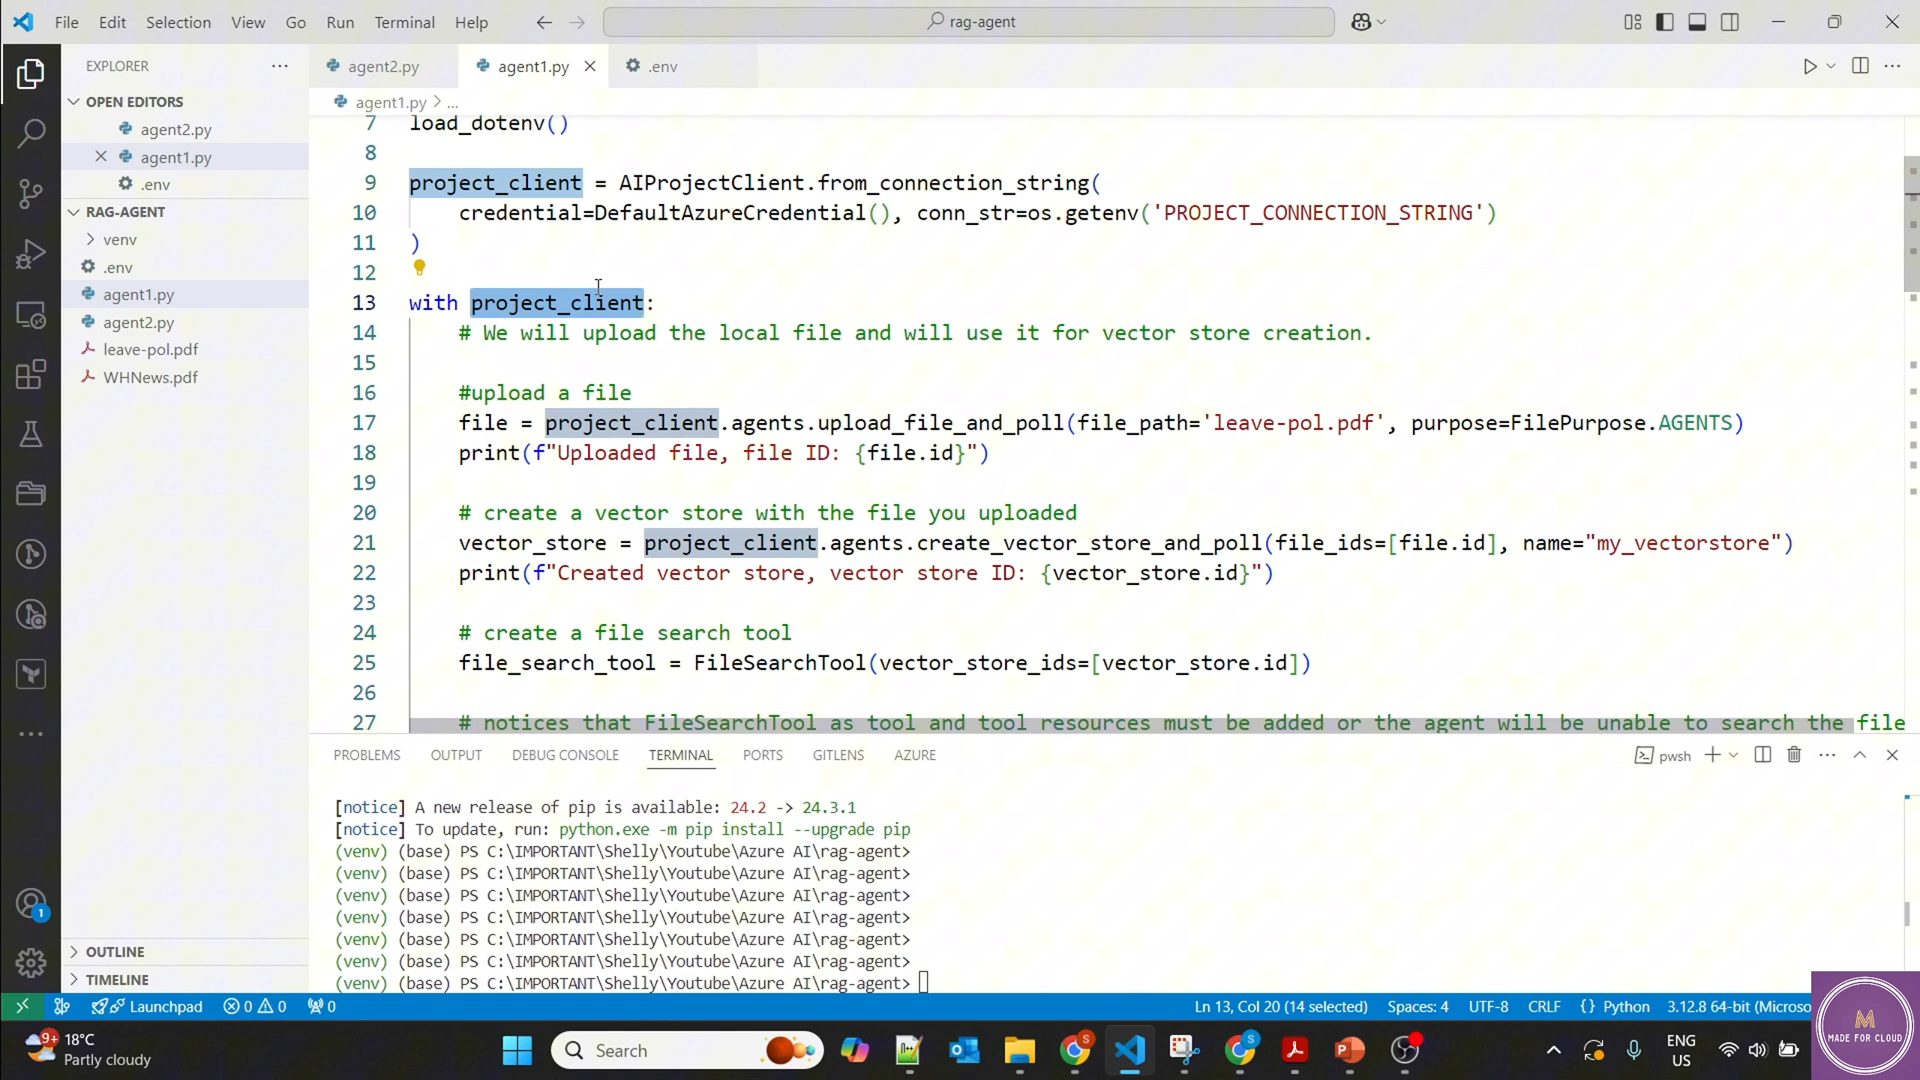 File Edit Selection View Go Run Terminal Help
rag-agent
EXPLORER
agent2.py
agent1.py
.env
OPEN EDITORS
agent2.py
agent1.py
.env
RAG-AGENT
venv
.env
agent1.py
agent2.py
leave-pol.pdf
WHNews.pdf
OUTLINE
TIMELINE
agent1.py > ...
7 load_dotenv()
8
9 project_client = AIProjectClient.from_connection_string(
10 credential=DefaultAzureCredential(), conn_str=os.getenv('PROJECT_CONNECTION_STRING')
11 )
12
13 with project_client:
14 # We will upload the local file and will use it for vector store creation.
15
16 #upload a file
17 file = project_client.agents.upload_file_and_poll(file_path='leave-pol.pdf', purpose=FilePurpose.AGENTS)
18 print(f"Uploaded file, file ID: {file.id}")
19
20 # create a vector store with the file you uploaded
21 vector_store = project_client.agents.create_vector_store_and_poll(file_ids=[file.id], name="my_vectorstore")
22 print(f"Created vector store, vector store ID: {vector_store.id}")
23
24 # create a file search tool
25 file_search_tool = FileSearchTool(vector_store_ids=[vector_store.id])
26
27 # notices that FileSearchTool as tool and tool resources must be added or the agent will be unable to search the file
PROBLEMS OUTPUT DEBUG CONSOLE TERMINAL PORTS GITLENS AZURE
pwsh
[notice] A new release of pip is available: 24.2 -> 24.3.1
[notice] To update, run: python.exe -m pip install --upgrade pip
(venv) (base) PS C:\IMPORTANT\Shelly\Youtube\Azure AI\rag-agent>
(venv) (base) PS C:\IMPORTANT\Shelly\Youtube\Azure AI\rag-agent>
(venv) (base) PS C:\IMPORTANT\Shelly\Youtube\Azure AI\rag-agent>
(venv) (base) PS C:\IMPORTANT\Shelly\Youtube\Azure AI\rag-agent>
(venv) (base) PS C:\IMPORTANT\Shelly\Youtube\Azure AI\rag-agent>
(venv) (base) PS C:\IMPORTANT\Shelly\Youtube\Azure AI\rag-agent>
(venv) (base) PS C:\IMPORTANT\Shelly\Youtube\Azure AI\rag-agent>
1
Launchpad 0 0 0
Ln 13, Col 20 (14 selected) Spaces: 4 UTF-8 CRLF {} Python 3.12.8 64-bit (Microso
9+
18°C
Partly cloudy
Search
ENG
US
M
MADE FOR CLOUD